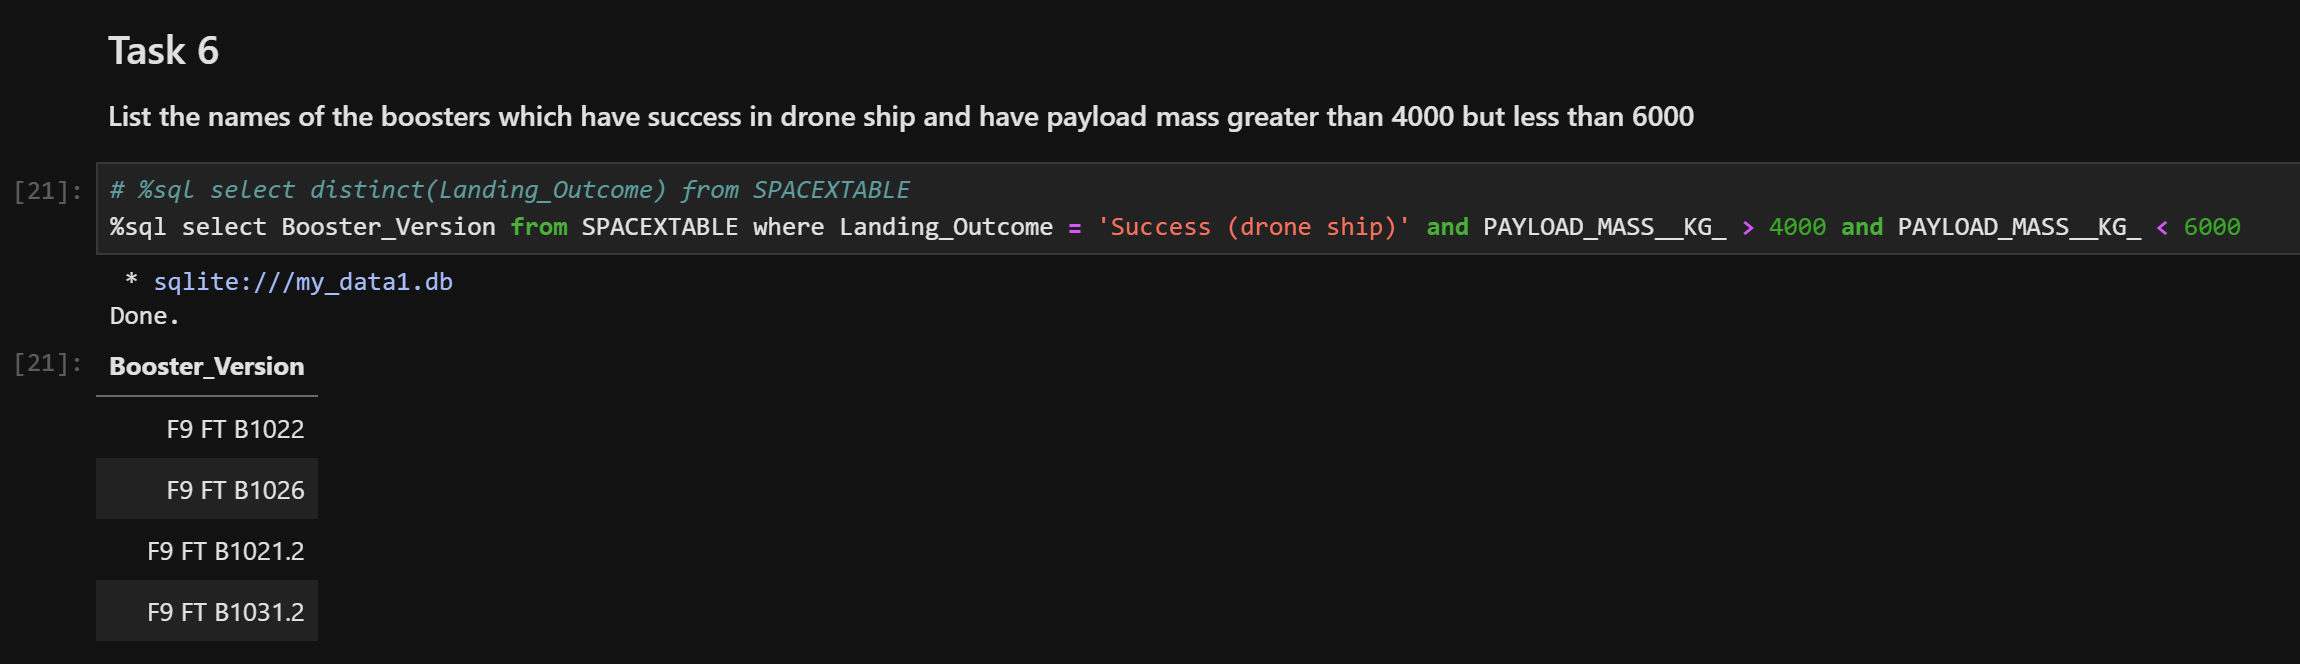 Task 6
List the names of the boosters which have success in drone ship and have payload mass greater than 4000 but less than 6000
[21]: # %sql select distinct(Landing_Outcome) from SPACEXTABLE
%sql select Booster_Version from SPACEXTABLE where Landing_Outcome = 'Success (drone ship)' and PAYLOAD_MASS__KG_ > 4000 and PAYLOAD_MASS__KG_ < 6000
* sqlite:///my_data1.db
Done.
[21]: Booster_Version
F9 FT B1022
F9 FT B1026
F9 FT B1021.2
F9 FT B1031.2